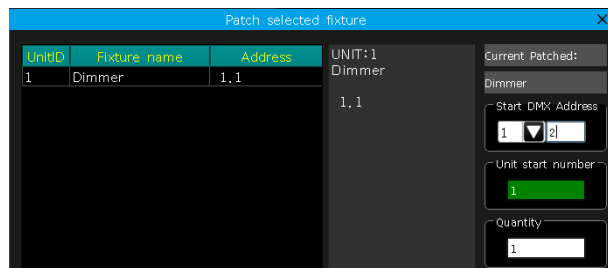 Patch selected fixture X
UnitID Fixture name Address
1 Dimmer 1.1
UNIT:1
Dimmer
1.1
Current Patched:
Dimmer
Start DMX Address
1 2
Unit start number
1
Quantity
1